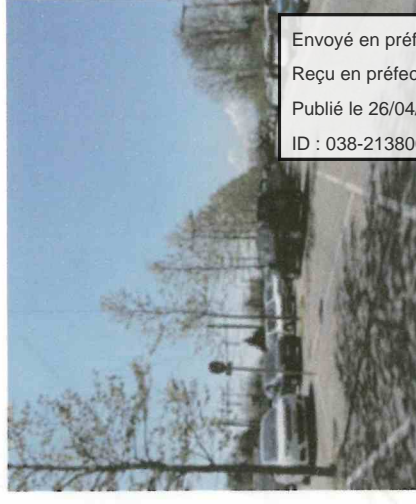 Envoyé en préf
Reçu en préfec
Publié le 26/04/
ID : 038-21380